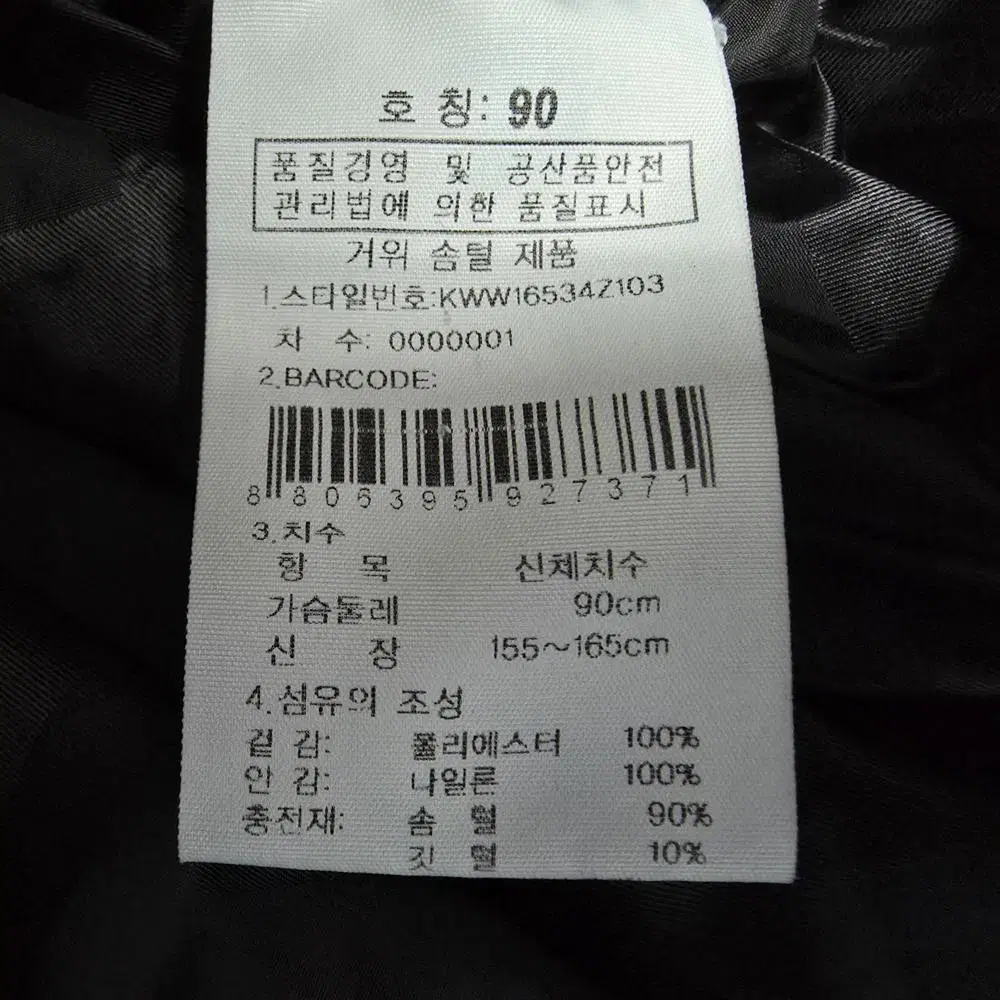 호 칭: 90
품질경영 및 공산품안전
관리법에 의한 품질표시
거위 솜털 제품
1.스타일번호:KWW16534Z103
차 수: 0000001
2.BARCODE:
8 806395 927371
3.치수
항 목 신체치수
가슴둘레 90cm
신 장 155~165cm
4.섬유의 조성
겉 감: 폴리에스터 100%
안 감: 나일론 100%
충전재: 솜 털 90%
깃 털 10%